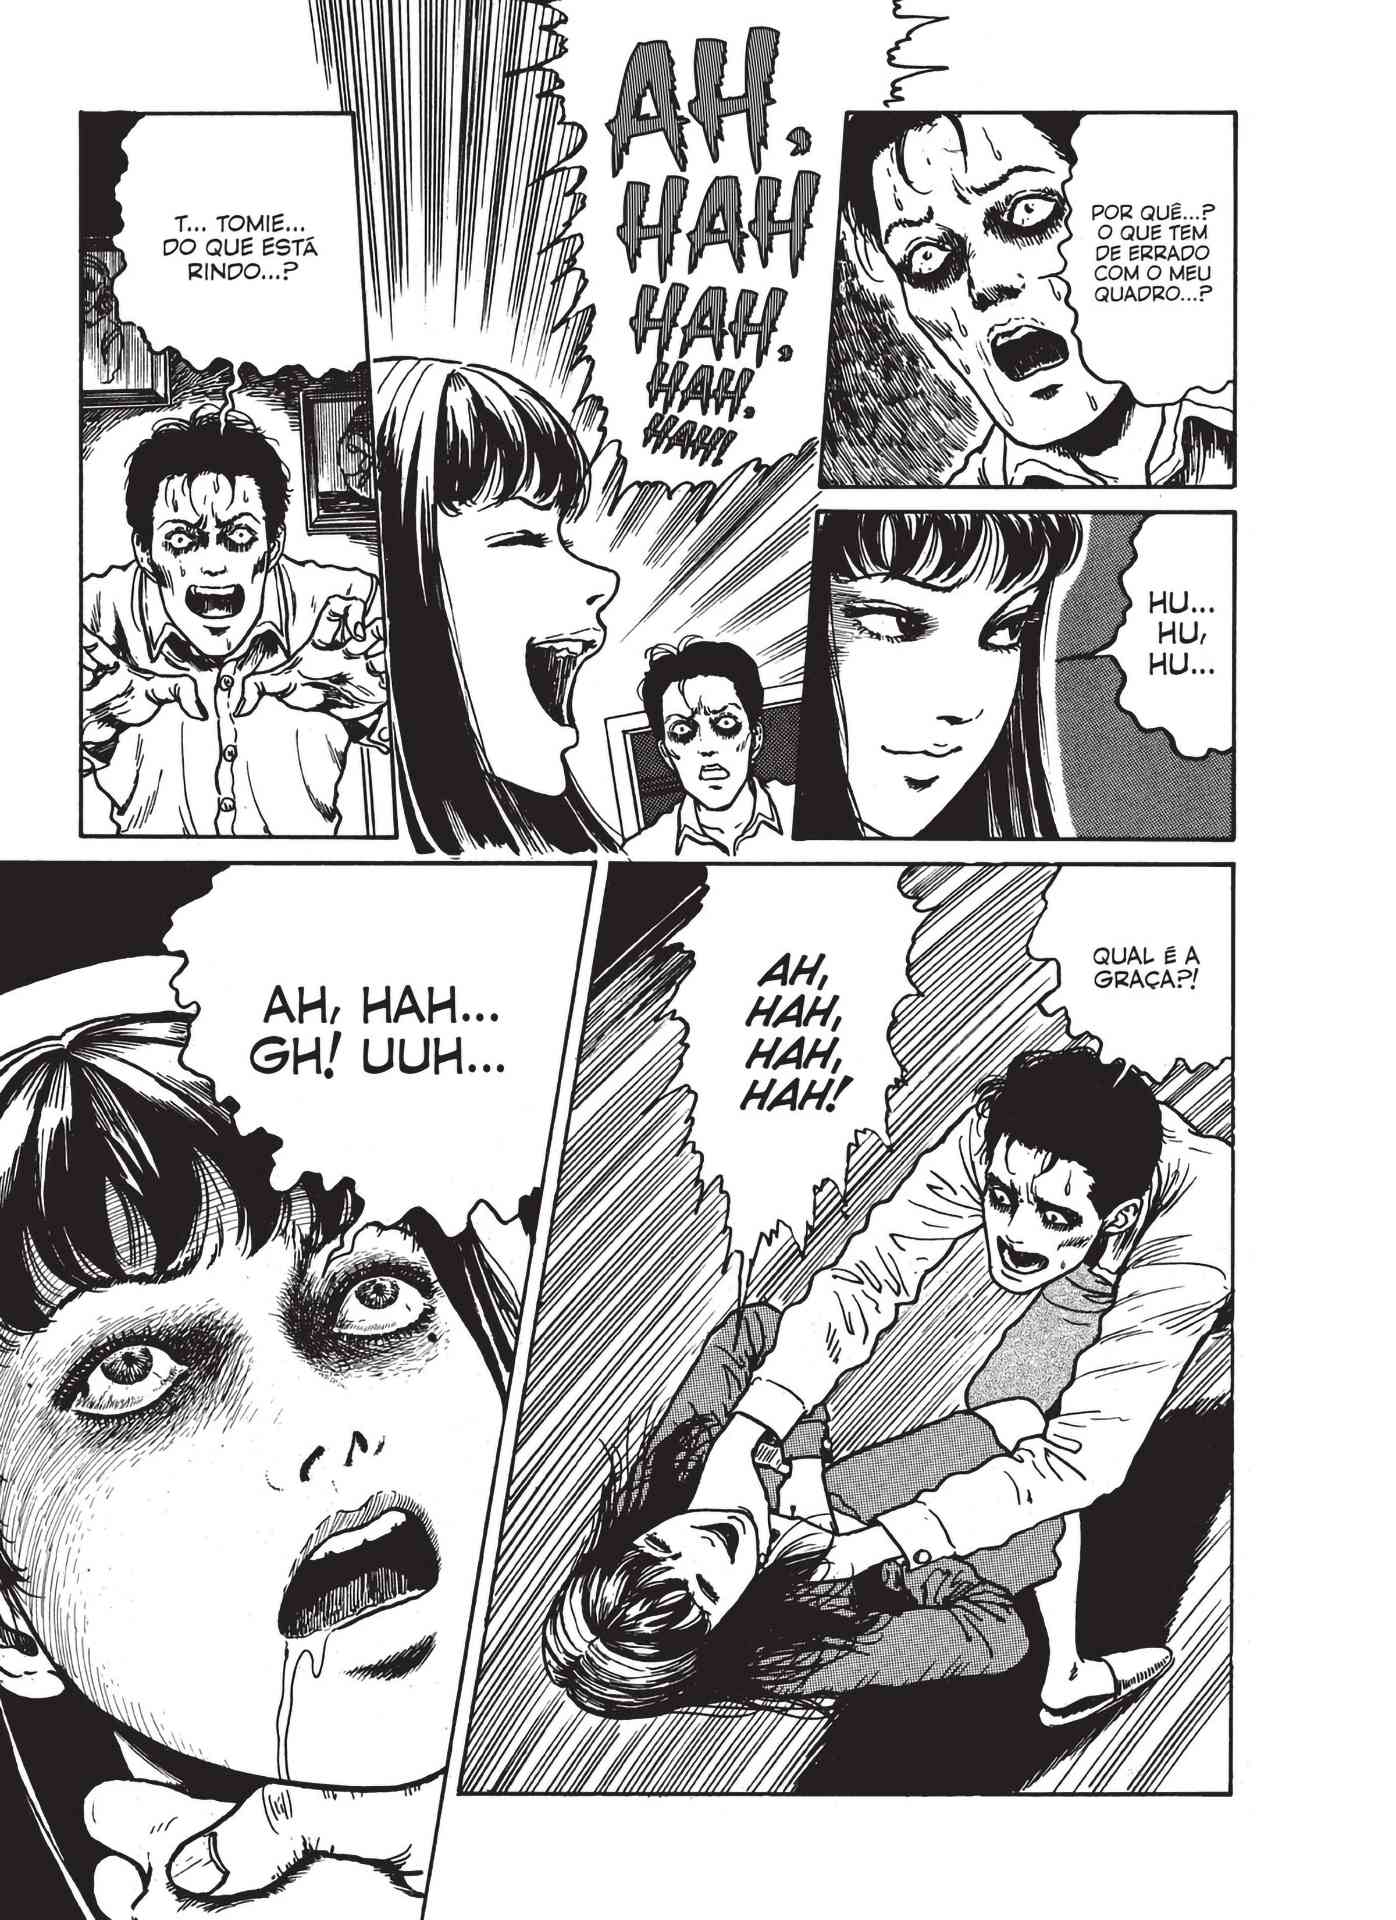 POR QUÊ...?
O QUE TEM
DE ERRADO
COM O MEU
QUADRO...?
HU...
HU,
HU...
AH,
HAH
HAH,
HAH,
HAH!
T... TOMIE...
DO QUE ESTÁ
RINDO...?
QUAL É A
GRAÇA?!
AH,
HAH,
HAH,
HAH!
AH, HAH...
GH! UUH...